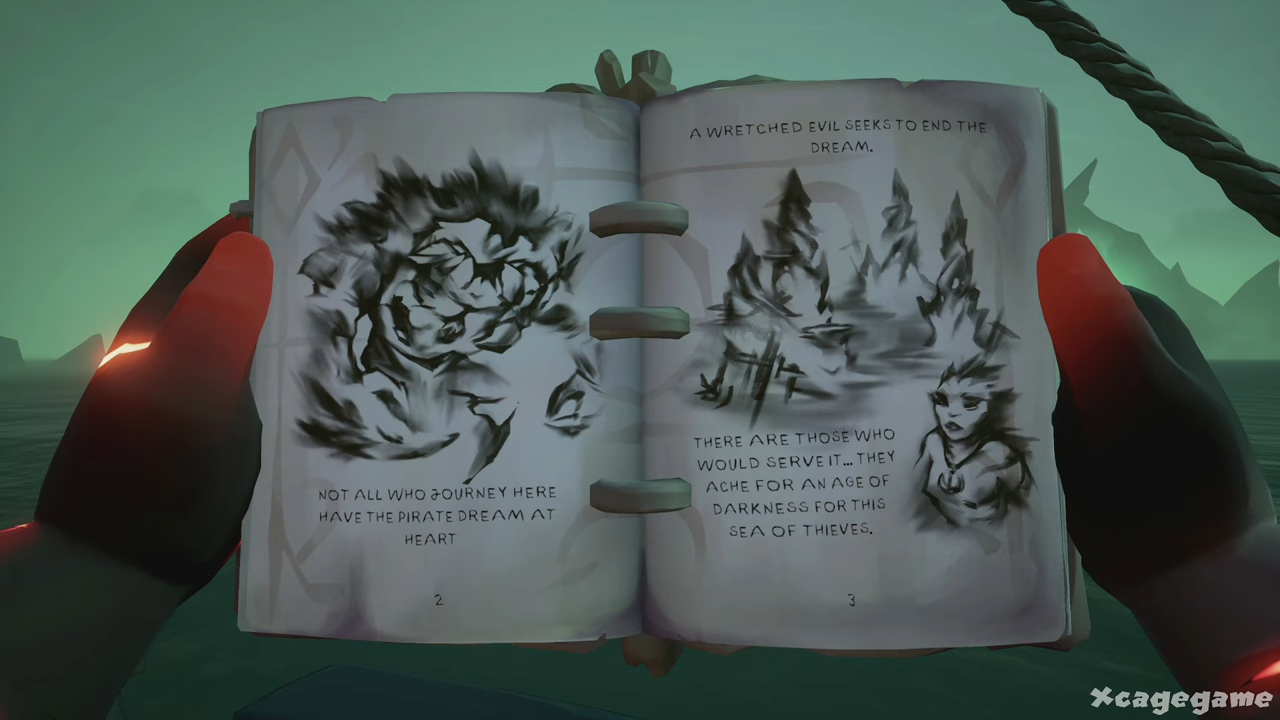 NOT ALL WHO JOURNEY HERE
HAVE THE PIRATE DREAM AT
HEART
2
A WRETCHED EVIL SEEKS TO END THE
DREAM.
THERE ARE THOSE WHO
WOULD SERVE IT... THEY
ACHE FOR AN AGE OF
DARKNESS FOR THIS
SEA OF THIEVES.
3
Xcagegame